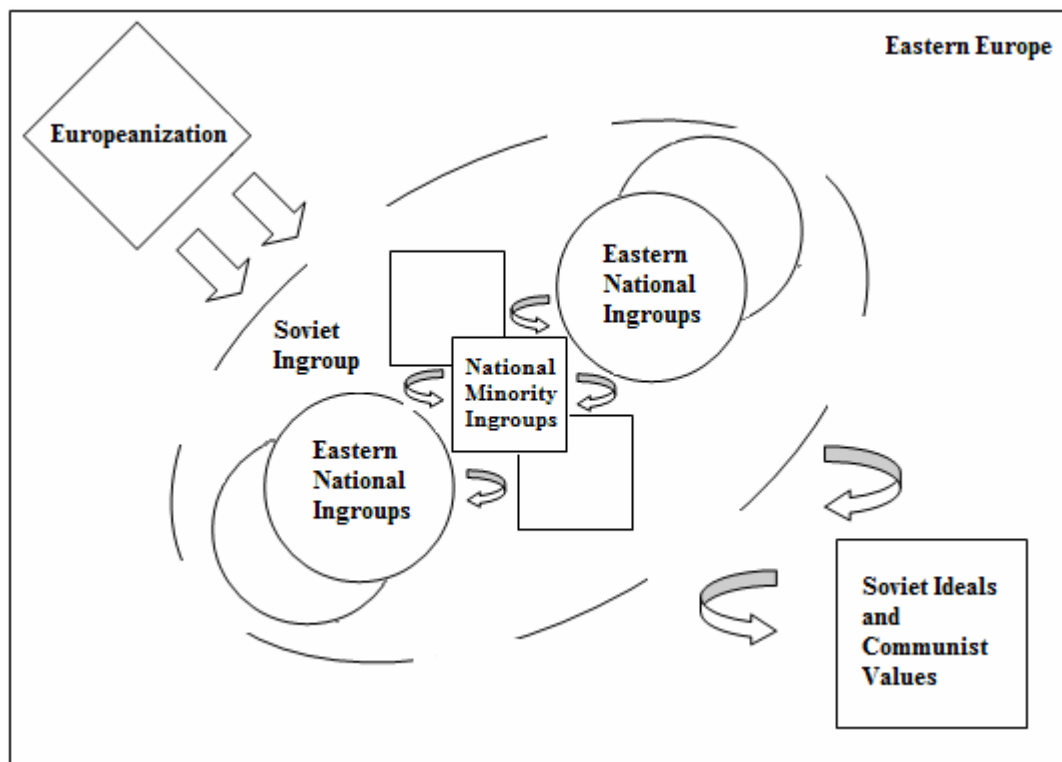 Eastern Europe
Europeanization
Eastern
National
Ingroups
Soviet
Ingroup
National
Minority
Ingroups
Eastern
National
Ingroups
Soviet Ideals
and
Communist
Values